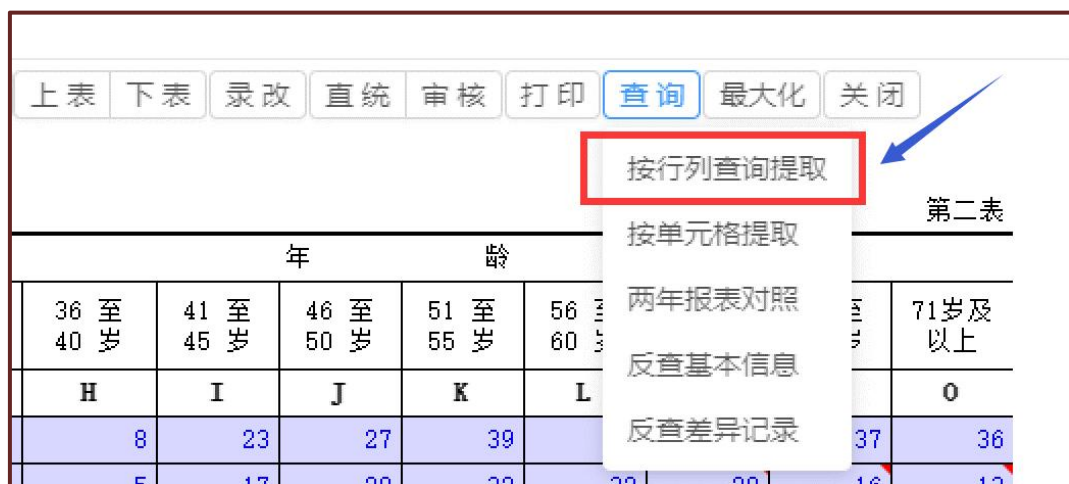 上表 下表 录改 直统 审核 打印 查询 最大化 关闭
按行列查询提取
第二表
按单元格提取
年 龄
两年报表对照
36 至 41 至 46 至 51 至 56 71岁及
40 岁 45 岁 50 岁 55 岁 60 以上
反查基本信息
H I J K L O
反查差异记录
8 23 27 39 37 36